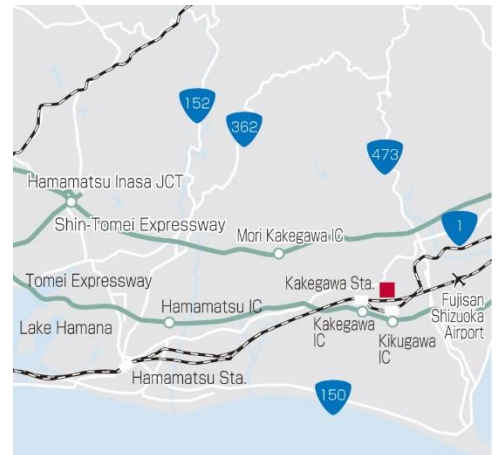 152
362
473
Hamamatsu Inasa JCT
Shin-Tomei Expressway
1
Mori Kakegawa IC
Tomei Expressway
Kakegawa Sta.
Hamamatsu IC
Lake Hamana
Kakegawa
IC
Kikugawa
IC
Fujisan
Shizuoka
Airport
Hamamatsu Sta.
150